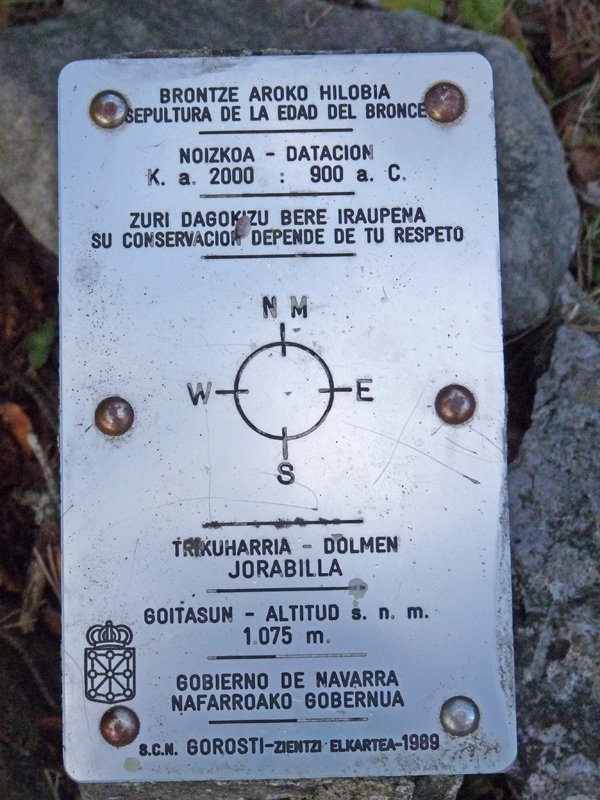 BRONTZE AROKO HILOBIA
SEPULTURA DE LA EDAD DEL BRONCE
NOIZKOA - DATACION
K. a. 2000 : 900 a. C.
ZURI DAGOKIZU BERE IRAUPENA
SU CONSERVACION DEPENDE DE TU RESPETO
N M
W E
S
TRIKUHARRIA - DOLMEN
JORABILLA
GOITASUN - ALTITUD s. n. m.
1.075 m.
GOBIERNO DE NAVARRA
NAFARROAKO GOBERNUA
S.C.N. GOROSTI-ZIENTZI ELKARTEA-1989